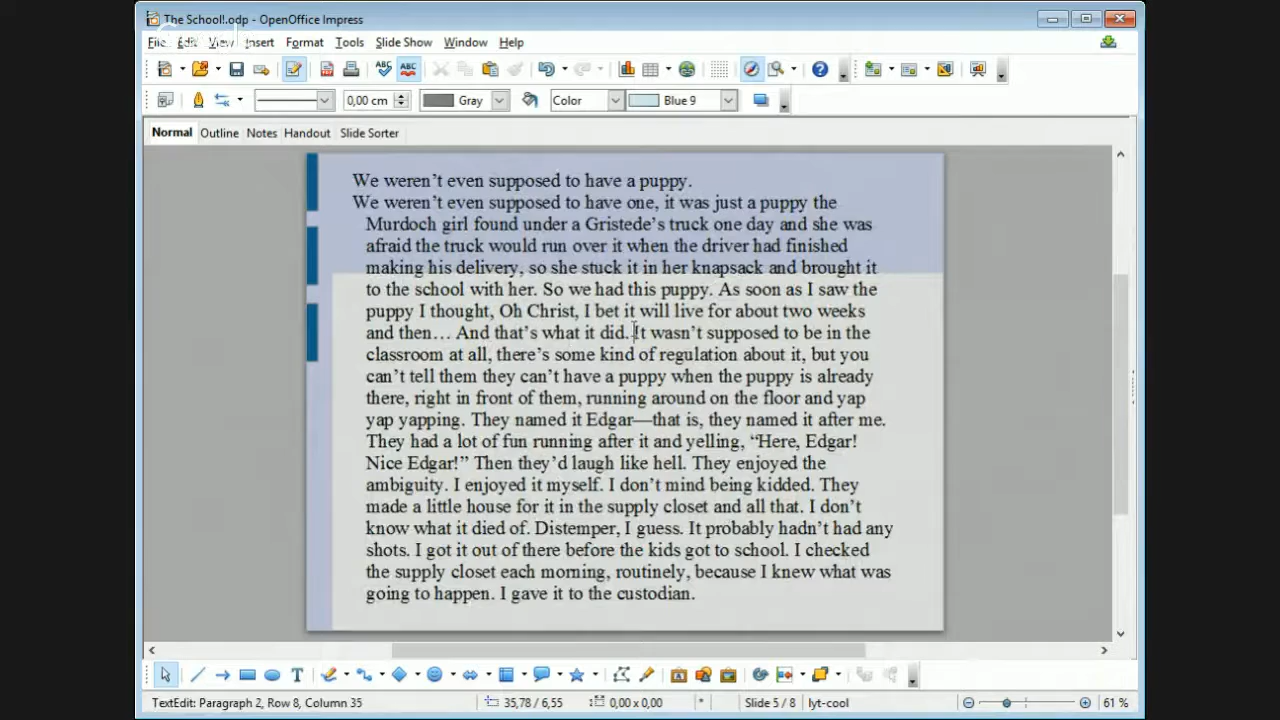 The School!.odp - OpenOffice Impress
File Edit View Insert Format Tools Slide Show Window Help
0,00 cm Gray Color Blue 9
Normal Outline Notes Handout Slide Sorter
We weren't even supposed to have a puppy.
We weren't even supposed to have one, it was just a puppy the
Murdoch girl found under a Gristede's truck one day and she was
afraid the truck would run over it when the driver had finished
making his delivery, so she stuck it in her knapsack and brought it
to the school with her. So we had this puppy. As soon as I saw the
puppy I thought, Oh Christ, I bet it will live for about two weeks
and then… And that's what it did. It wasn't supposed to be in the
classroom at all, there's some kind of regulation about it, but you
can't tell them they can't have a puppy when the puppy is already
there, right in front of them, running around on the floor and yap
yap yapping. They named it Edgar—that is, they named it after me.
They had a lot of fun running after it and yelling, “Here, Edgar!
Nice Edgar!” Then they'd laugh like hell. They enjoyed the
ambiguity. I enjoyed it myself. I don't mind being kidded. They
made a little house for it in the supply closet and all that. I don't
know what it died of. Distemper, I guess. It probably hadn't had any
shots. I got it out of there before the kids got to school. I checked
the supply closet each morning, routinely, because I knew what was
going to happen. I gave it to the custodian.
TextEdit: Paragraph 2, Row 8, Column 35 35,78 / 6,55 0,00 x 0,00 * Slide 5 / 8 lyt-cool 61 %